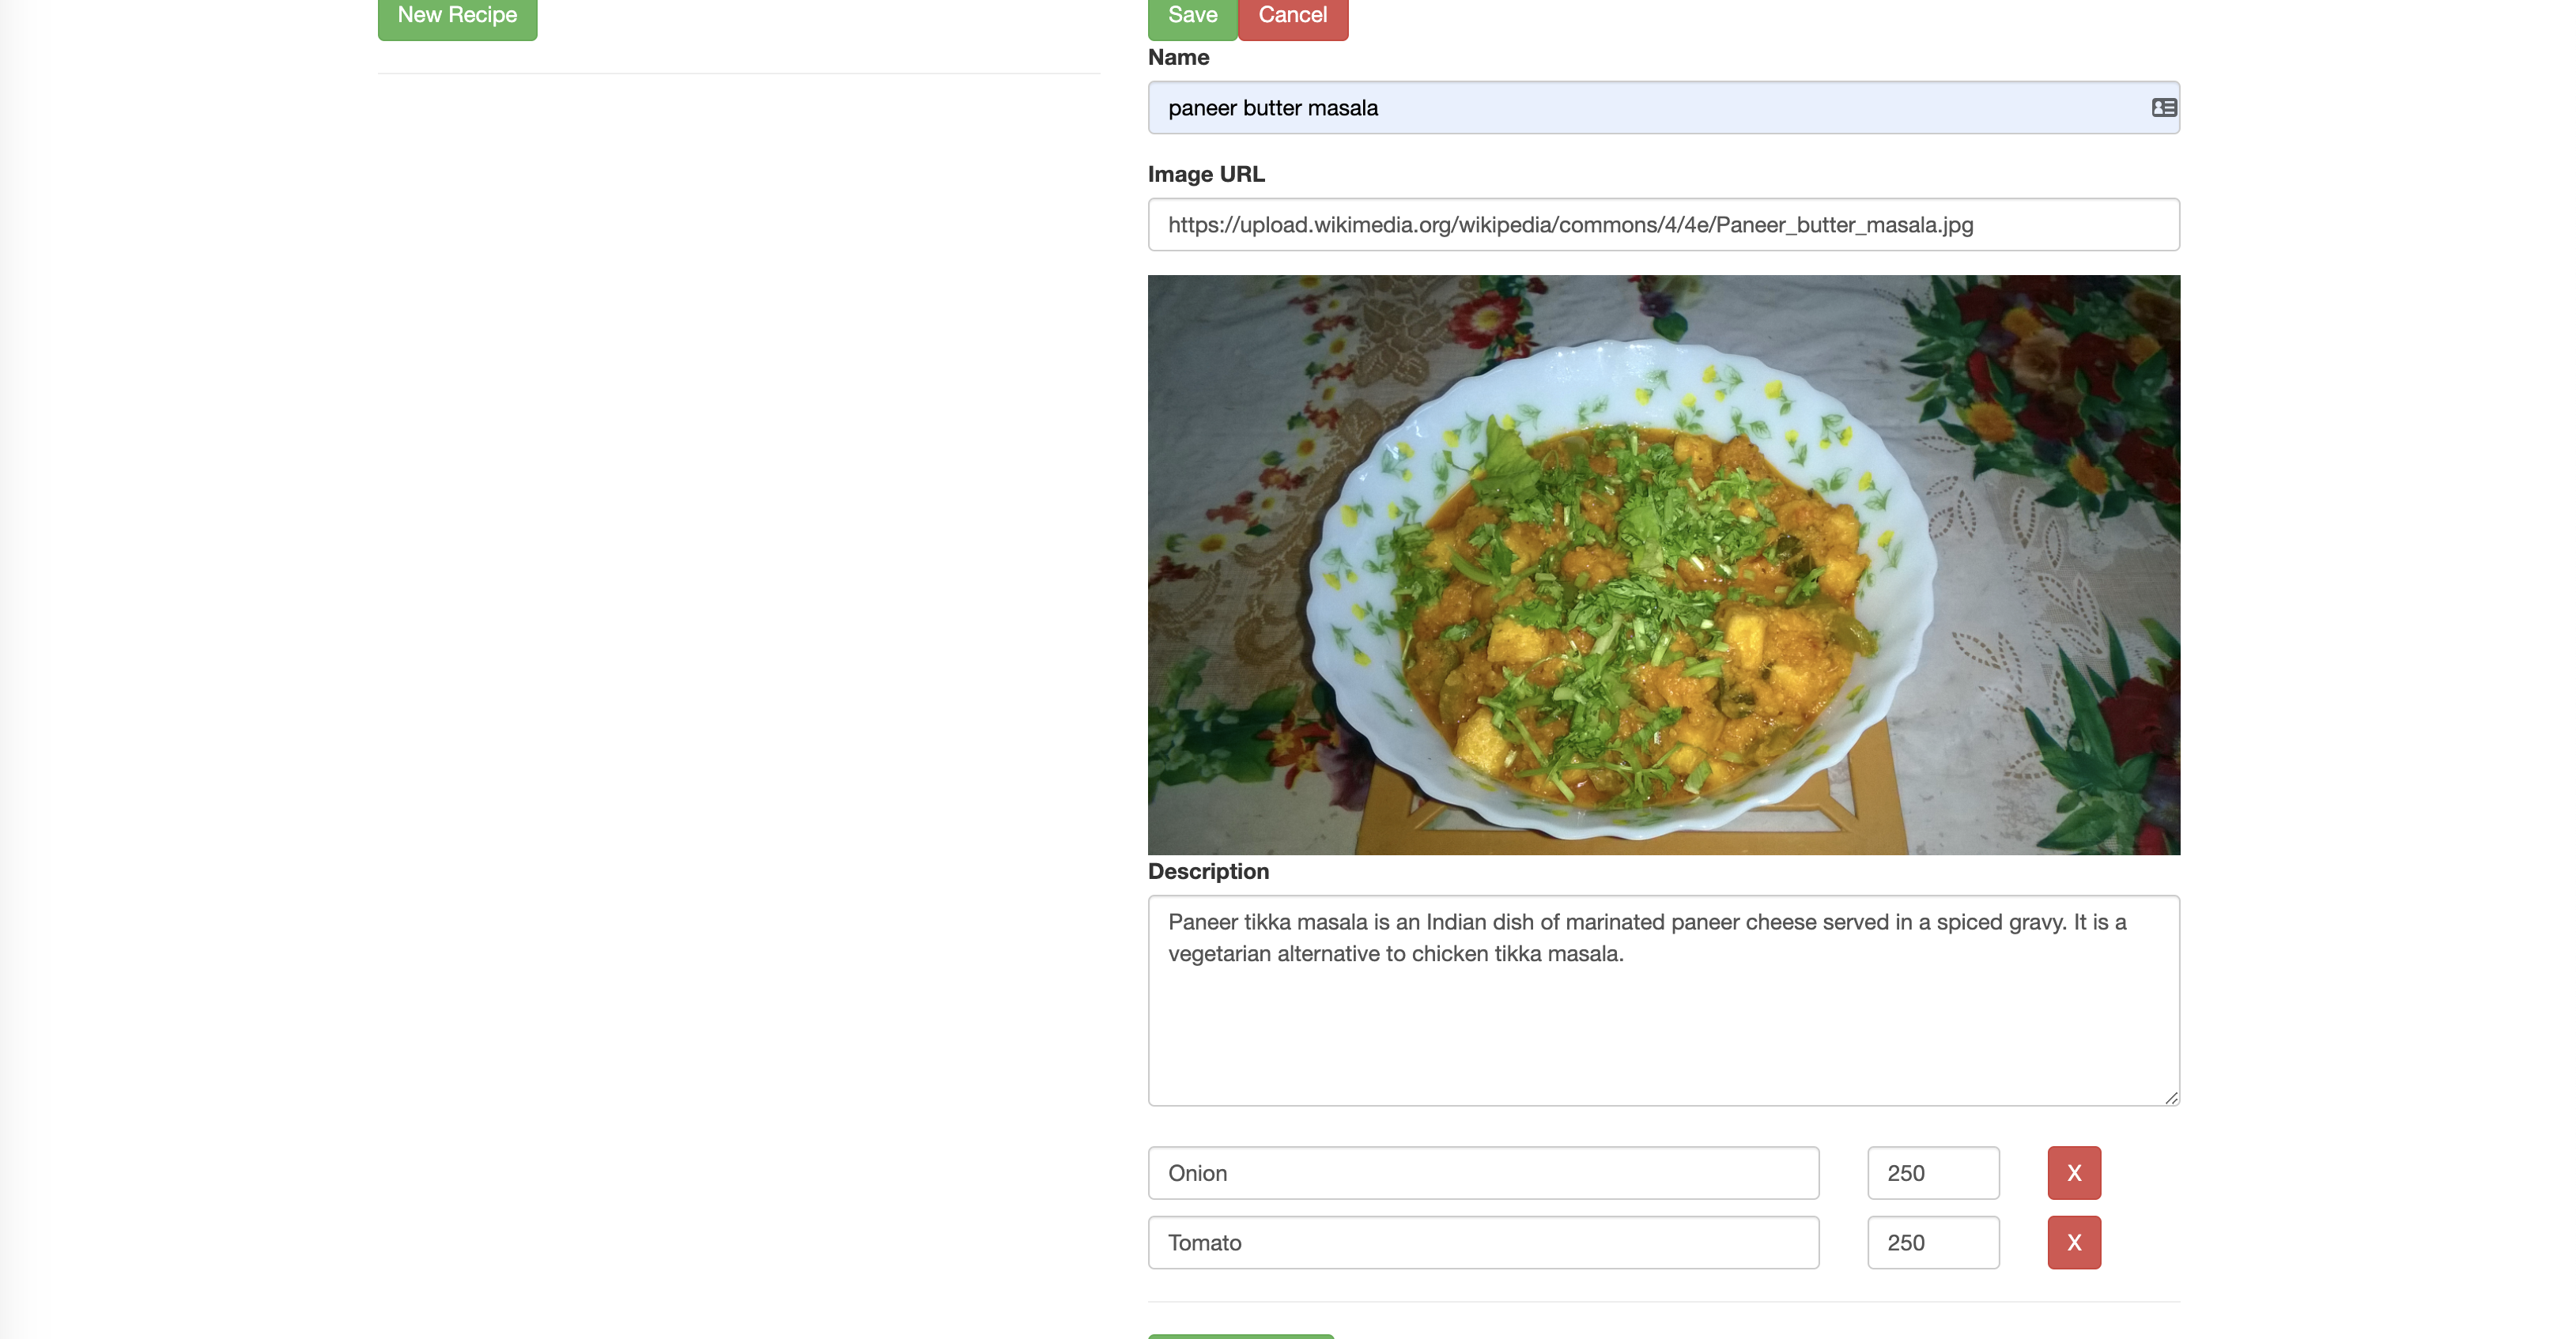 New Recipe
Save Cancel
Name
paneer butter masala
Image URL
https://upload.wikimedia.org/wikipedia/commons/4/4e/Paneer_butter_masala.jpg
Description
Paneer tikka masala is an Indian dish of marinated paneer cheese served in a spiced gravy. It is a
vegetarian alternative to chicken tikka masala.
Onion 250 X
Tomato 250 X